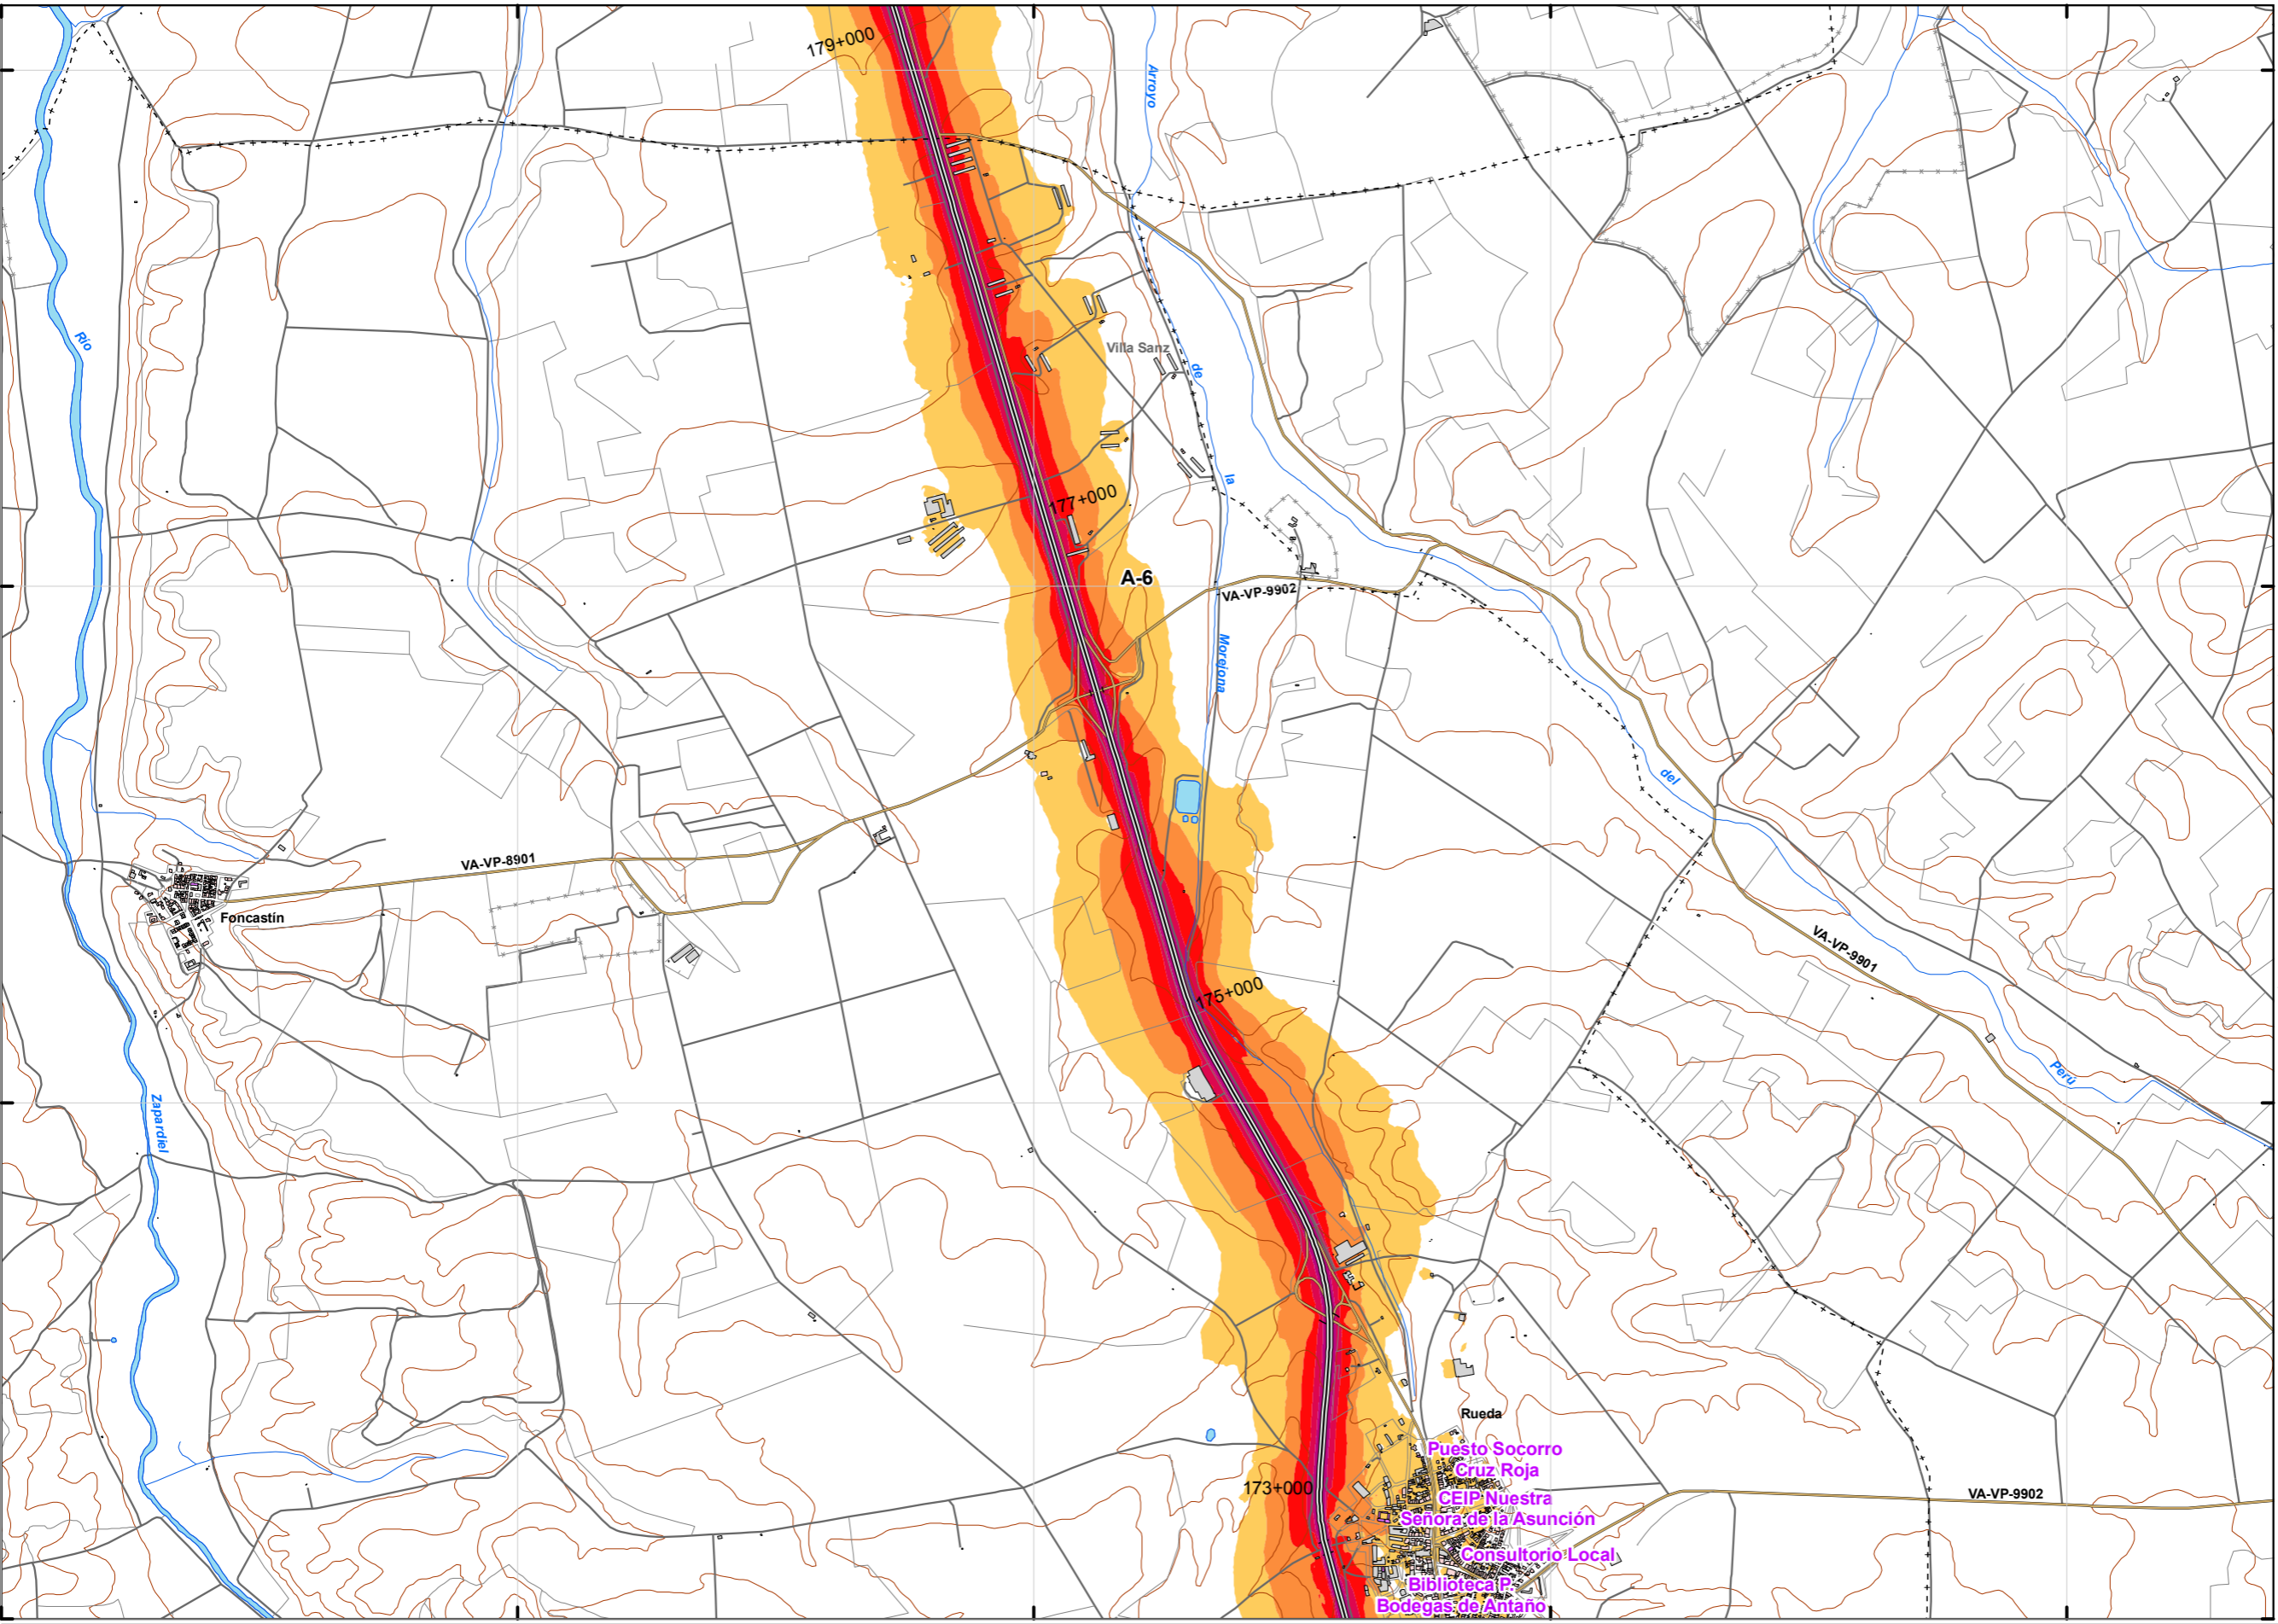 179+000
Arroyo
Río
Villa Sanz
de
la
177+000
A-6
VA-VP-9902
Morejona
del
VA-VP-8901
Foncastín
VA-VP-9901
175+000
Perú
Zapardiel
Rueda
Puesto Socorro
Cruz Roja
173+000
CEIP Nuestra
Señora de la Asunción
VA-VP-9902
Consultorio Local
Biblioteca P.
Bodegas de Antaño